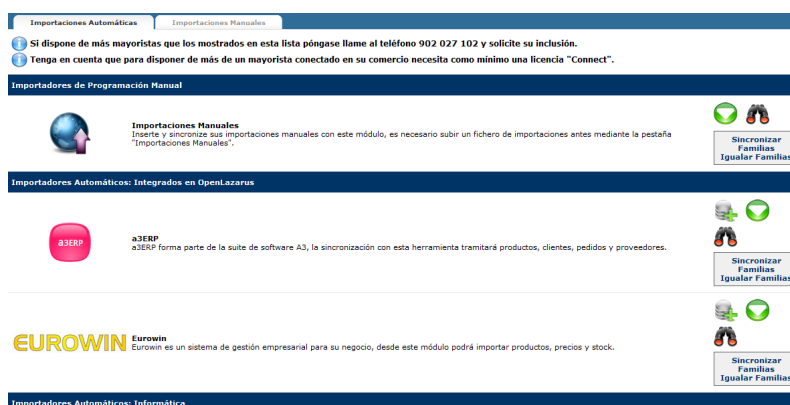 Importaciones Automáticas
Importaciones Manuales
Si dispone de más mayoristas que los mostrados en esta lista póngase llame al teléfono 902 027 102 y solicite su inclusión.
Tenga en cuenta que para disponer de más de un mayorista conectado en su comercio necesita como mínimo una licencia "Connect".
Importadores de Programación Manual
Importaciones Manuales
Inserte y sincronize sus importaciones manuales con este módulo, es necesario subir un fichero de importaciones antes mediante la pestaña
"Importaciones Manuales".
Sincronizar
Familias
Igualar Familias
Importadores Automáticos: Integrados en OpenLazarus
a3ERP
a3ERP
a3ERP forma parte de la suite de software A3, la sincronización con esta herramienta tramitará productos, clientes, pedidos y proveedores.
Sincronizar
Familias
Igualar Familias
EUROWIN
Eurowin
Eurowin es un sistema de gestión empresarial para su negocio, desde este módulo podrá importar productos, precios y stock.
Sincronizar
Familias
Igualar Familias
Importadores Automáticos: Informática